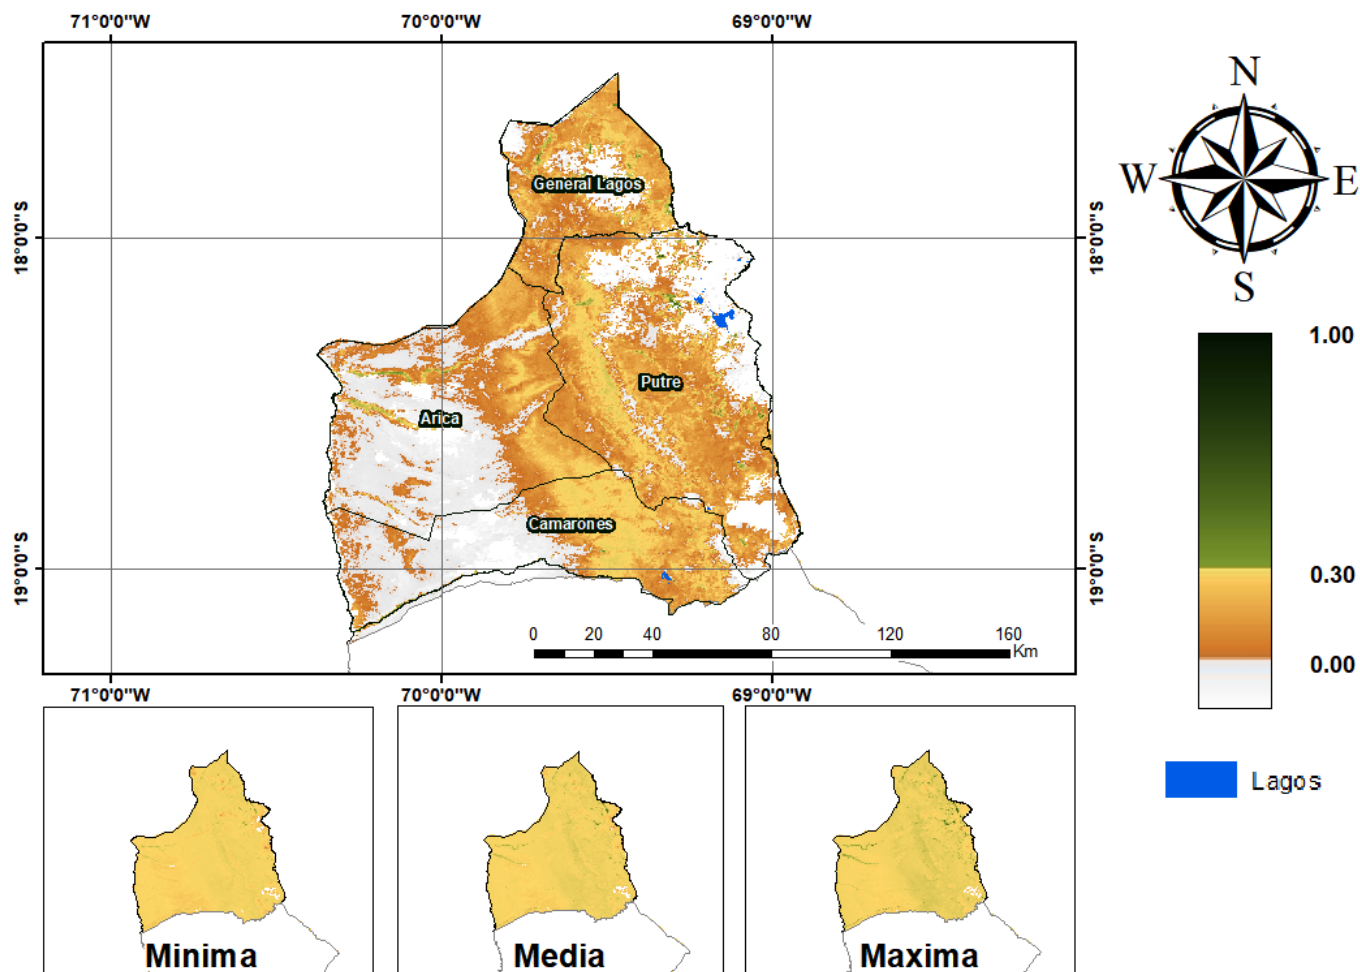 71°0'0"W 70°0'0"W 69°0'0"W
N
W E
S
18°0'0"S 18°0'0"S
19°0'0"S 19°0'0"S
General Lagos
Putre
Arica
Camarones
0 20 40 80 120 160
Km
71°0'0"W 70°0'0"W 69°0'0"W
1.00
0.30
0.00
Lagos
Minima Media Maxima